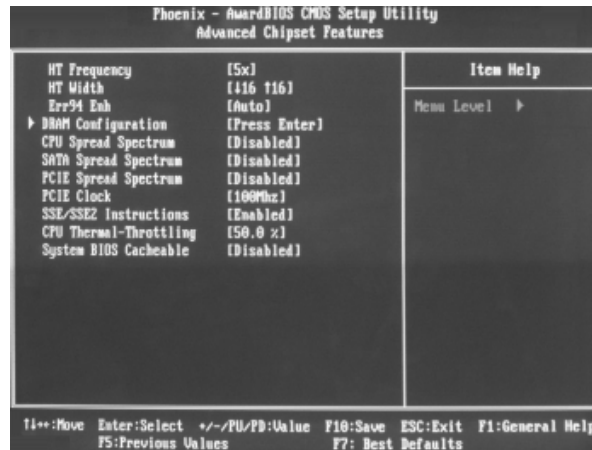 Phoenix - AwardBIOS CMOS Setup Utility
Advanced Chipset Features
HT Frequency [5x]
HT Width [↓16 ↑16]
Err94 Enh [Auto]
DRAM Configuration [Press Enter]
CPU Spread Spectrum [Disabled]
SATA Spread Spectrum [Disabled]
PCIE Spread Spectrum [Disabled]
PCIE Clock [100Mhz]
SSE/SSE2 Instructions [Enabled]
CPU Thermal-Throttling [50.0 %]
System BIOS Cacheable [Disabled]
Item Help
Menu Level
↑↓↔:Move Enter:Select +/-/PU/PD:Value F10:Save ESC:Exit F1:General Help
F5:Previous Values F7: Best Defaults